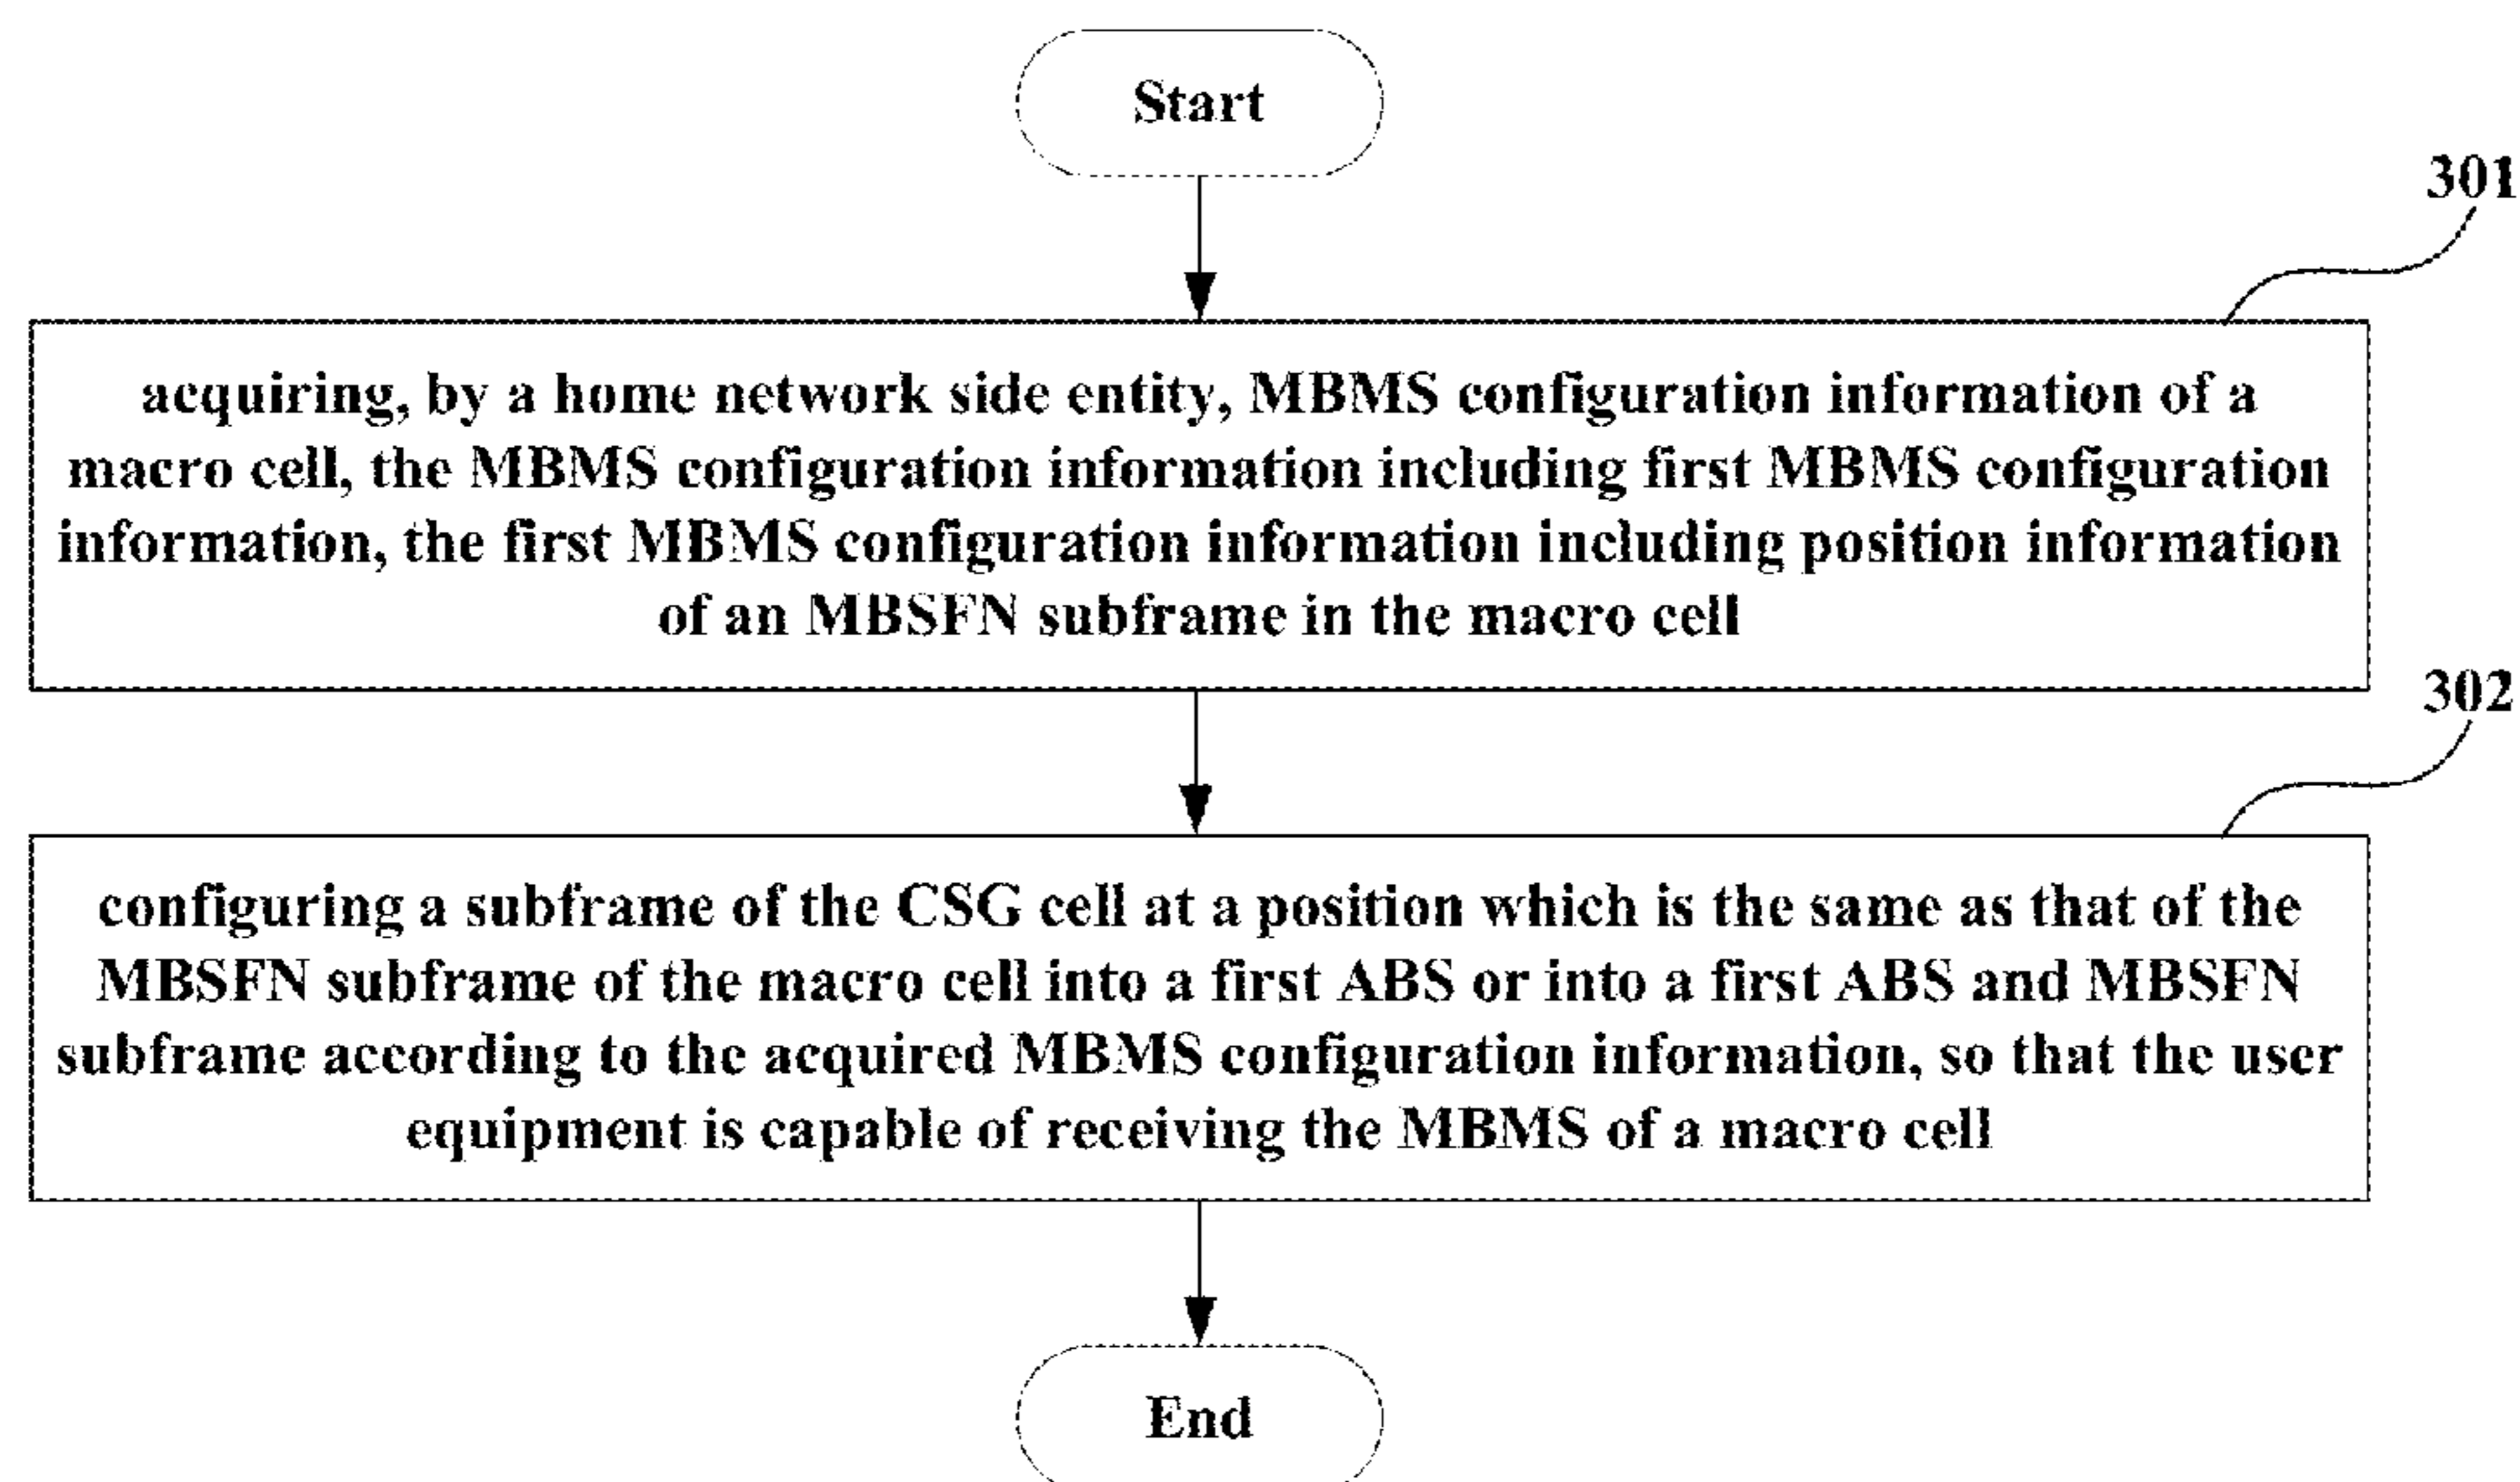 Start
301
acquiring, by a home network side entity, MBMS configuration information of a
macro cell, the MBMS configuration information including first MBMS configuration
information, the first MBMS configuration information including position information
of an MBSFN subframe in the macro cell
302
configuring a subframe of the CSG cell at a position which is the same as that of the
MBSFN subframe of the macro cell into a first ABS or into a first ABS and MBSFN
subframe according to the acquired MBMS configuration information, so that the user
equipment is capable of receiving the MBMS of a macro cell
End